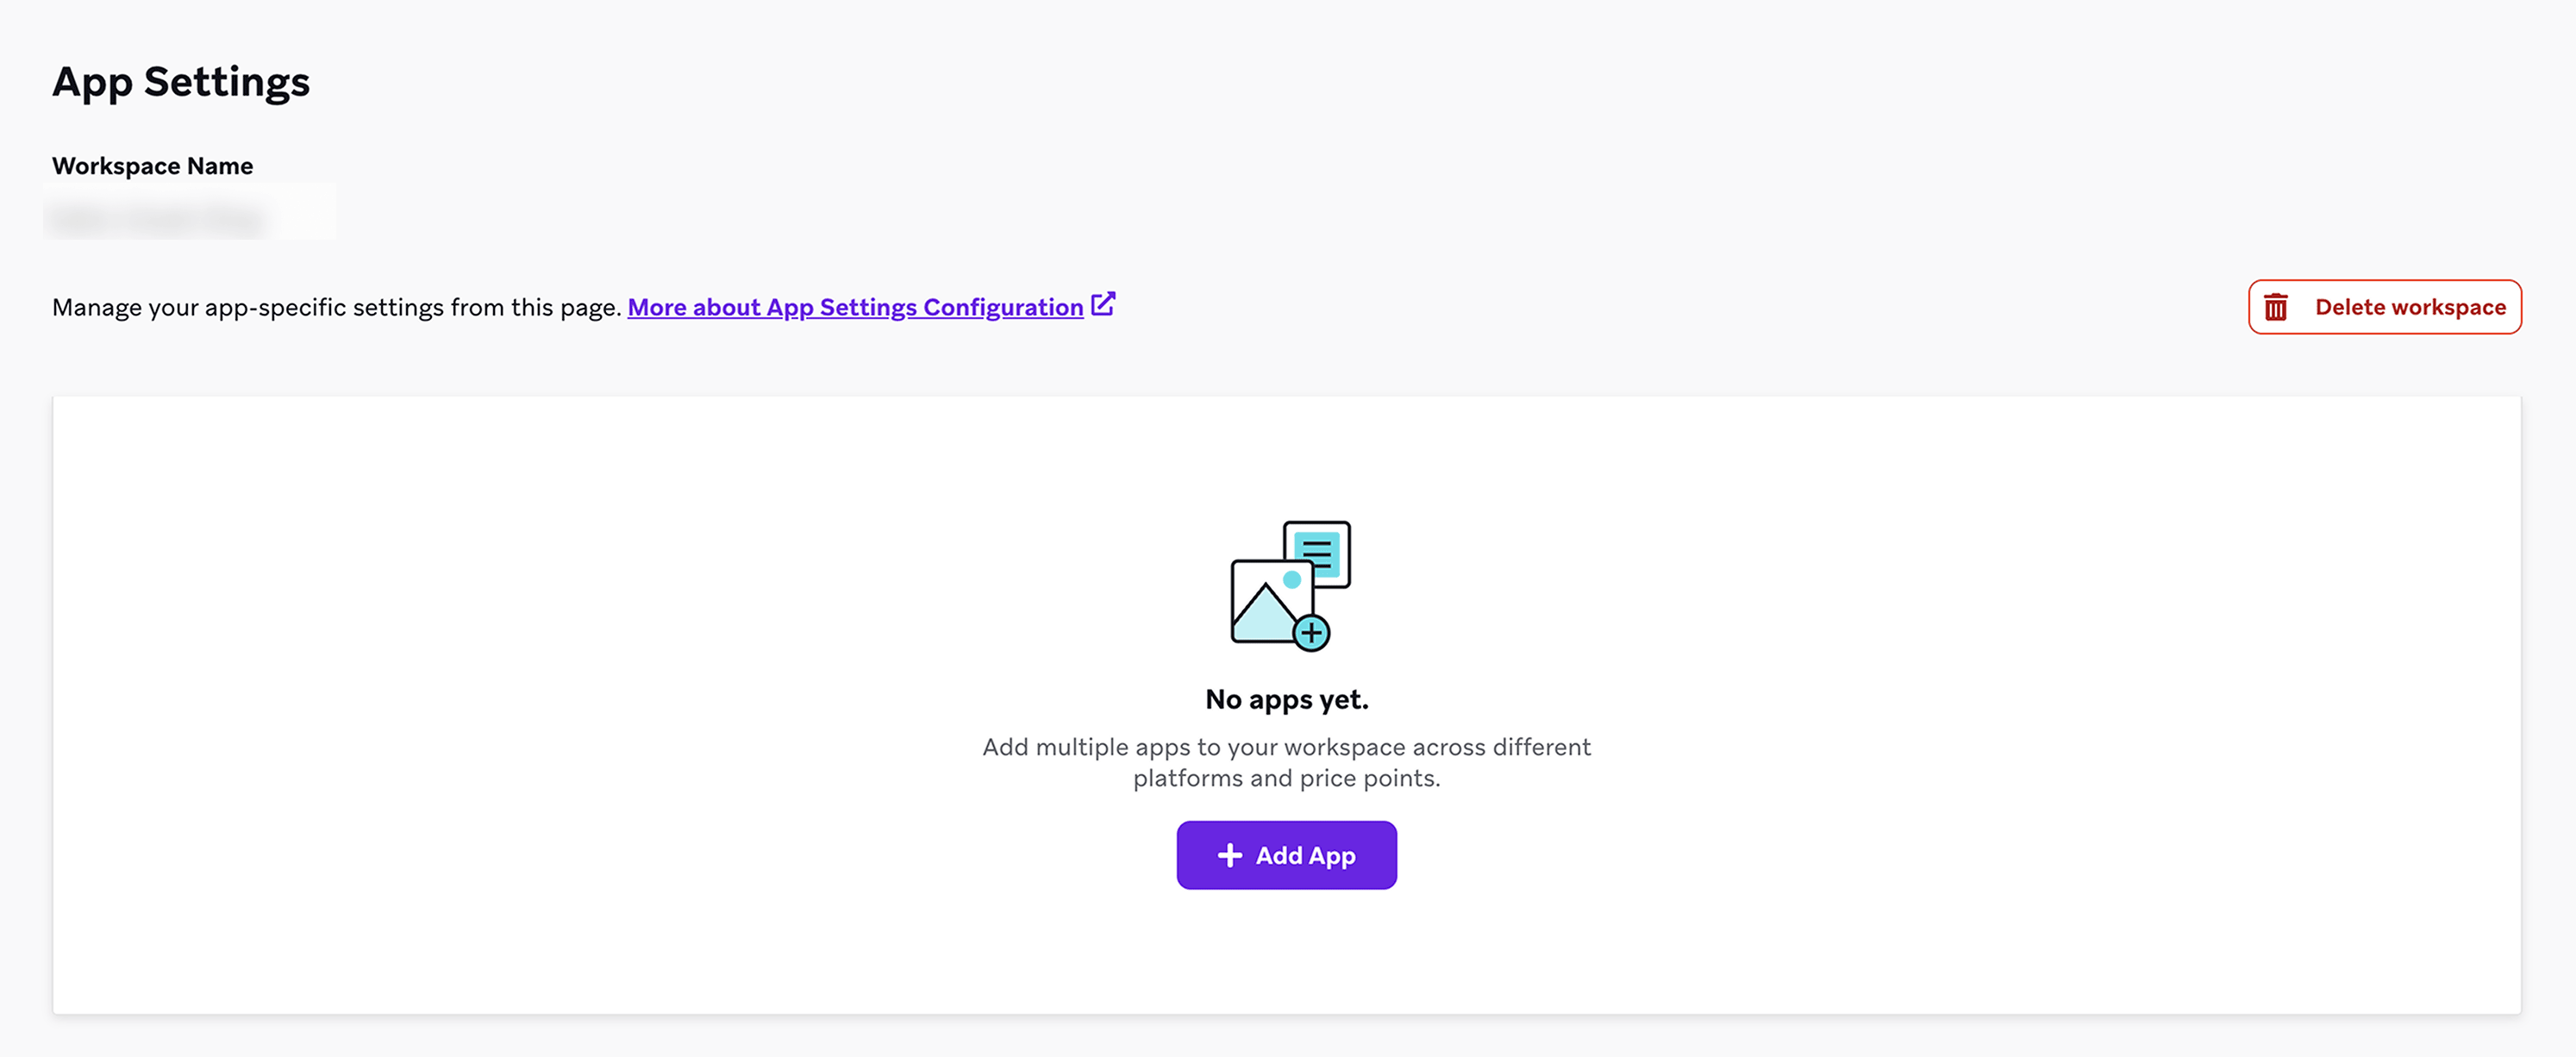 App Settings
Workspace Name
Manage your app-specific settings from this page. More about App Settings Configuration
Delete workspace
No apps yet.
Add multiple apps to your workspace across different
platforms and price points.
Add App